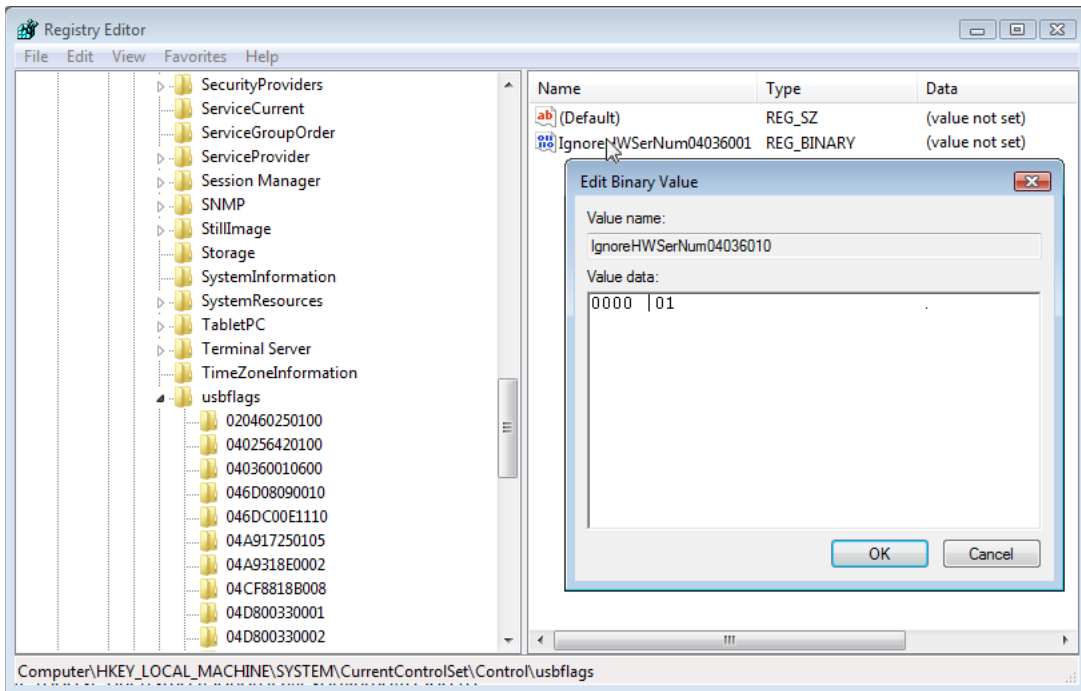 Registry Editor
File Edit View Favorites Help
SecurityProviders
ServiceCurrent
ServiceGroupOrder
ServiceProvider
Session Manager
SNMP
StillImage
Storage
SystemInformation
SystemResources
TabletPC
Terminal Server
TimeZoneInformation
usbflags
020460250100
040256420100
040360010600
046D08090010
046DC00E1110
04A917250105
04A9318E0002
04CF8818B008
04D800330001
04D800330002
Name Type Data
ab (Default) REG_SZ (value not set)
IgnoreHWSerNum04036001 REG_BINARY (value not set)
Edit Binary Value
Value name:
IgnoreHWSerNum04036010
Value data:
0000 01 .
OK Cancel
Computer\HKEY_LOCAL_MACHINE\SYSTEM\CurrentControlSet\Control\usbflags